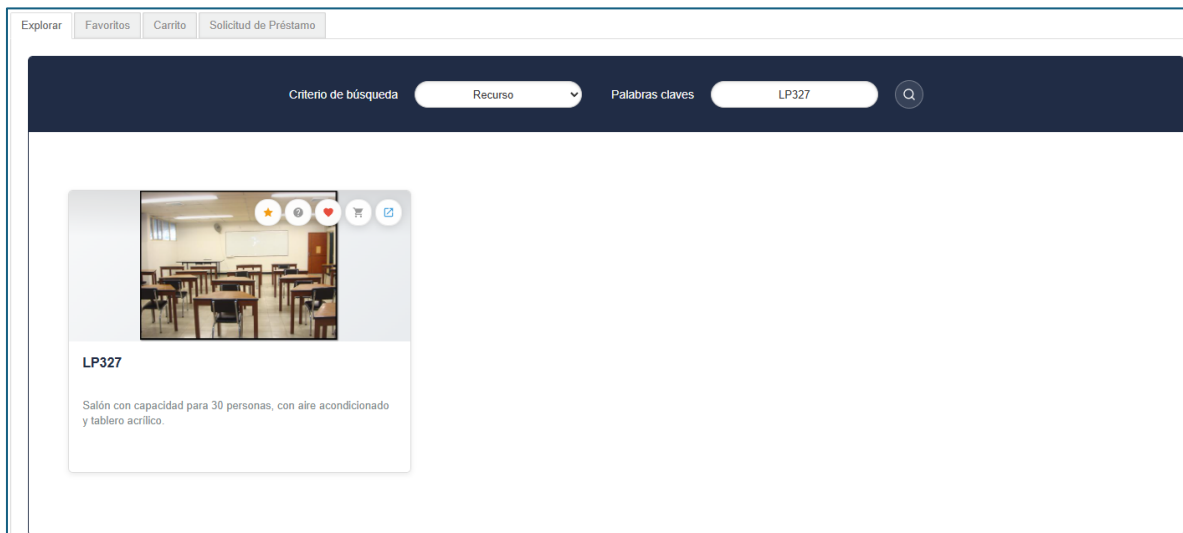 Explorar Favoritos Carrito Solicitud de Préstamo
Criterio de búsqueda Recurso Palabras claves LP327
LP327
Salón con capacidad para 30 personas, con aire acondicionado
y tablero acrílico.